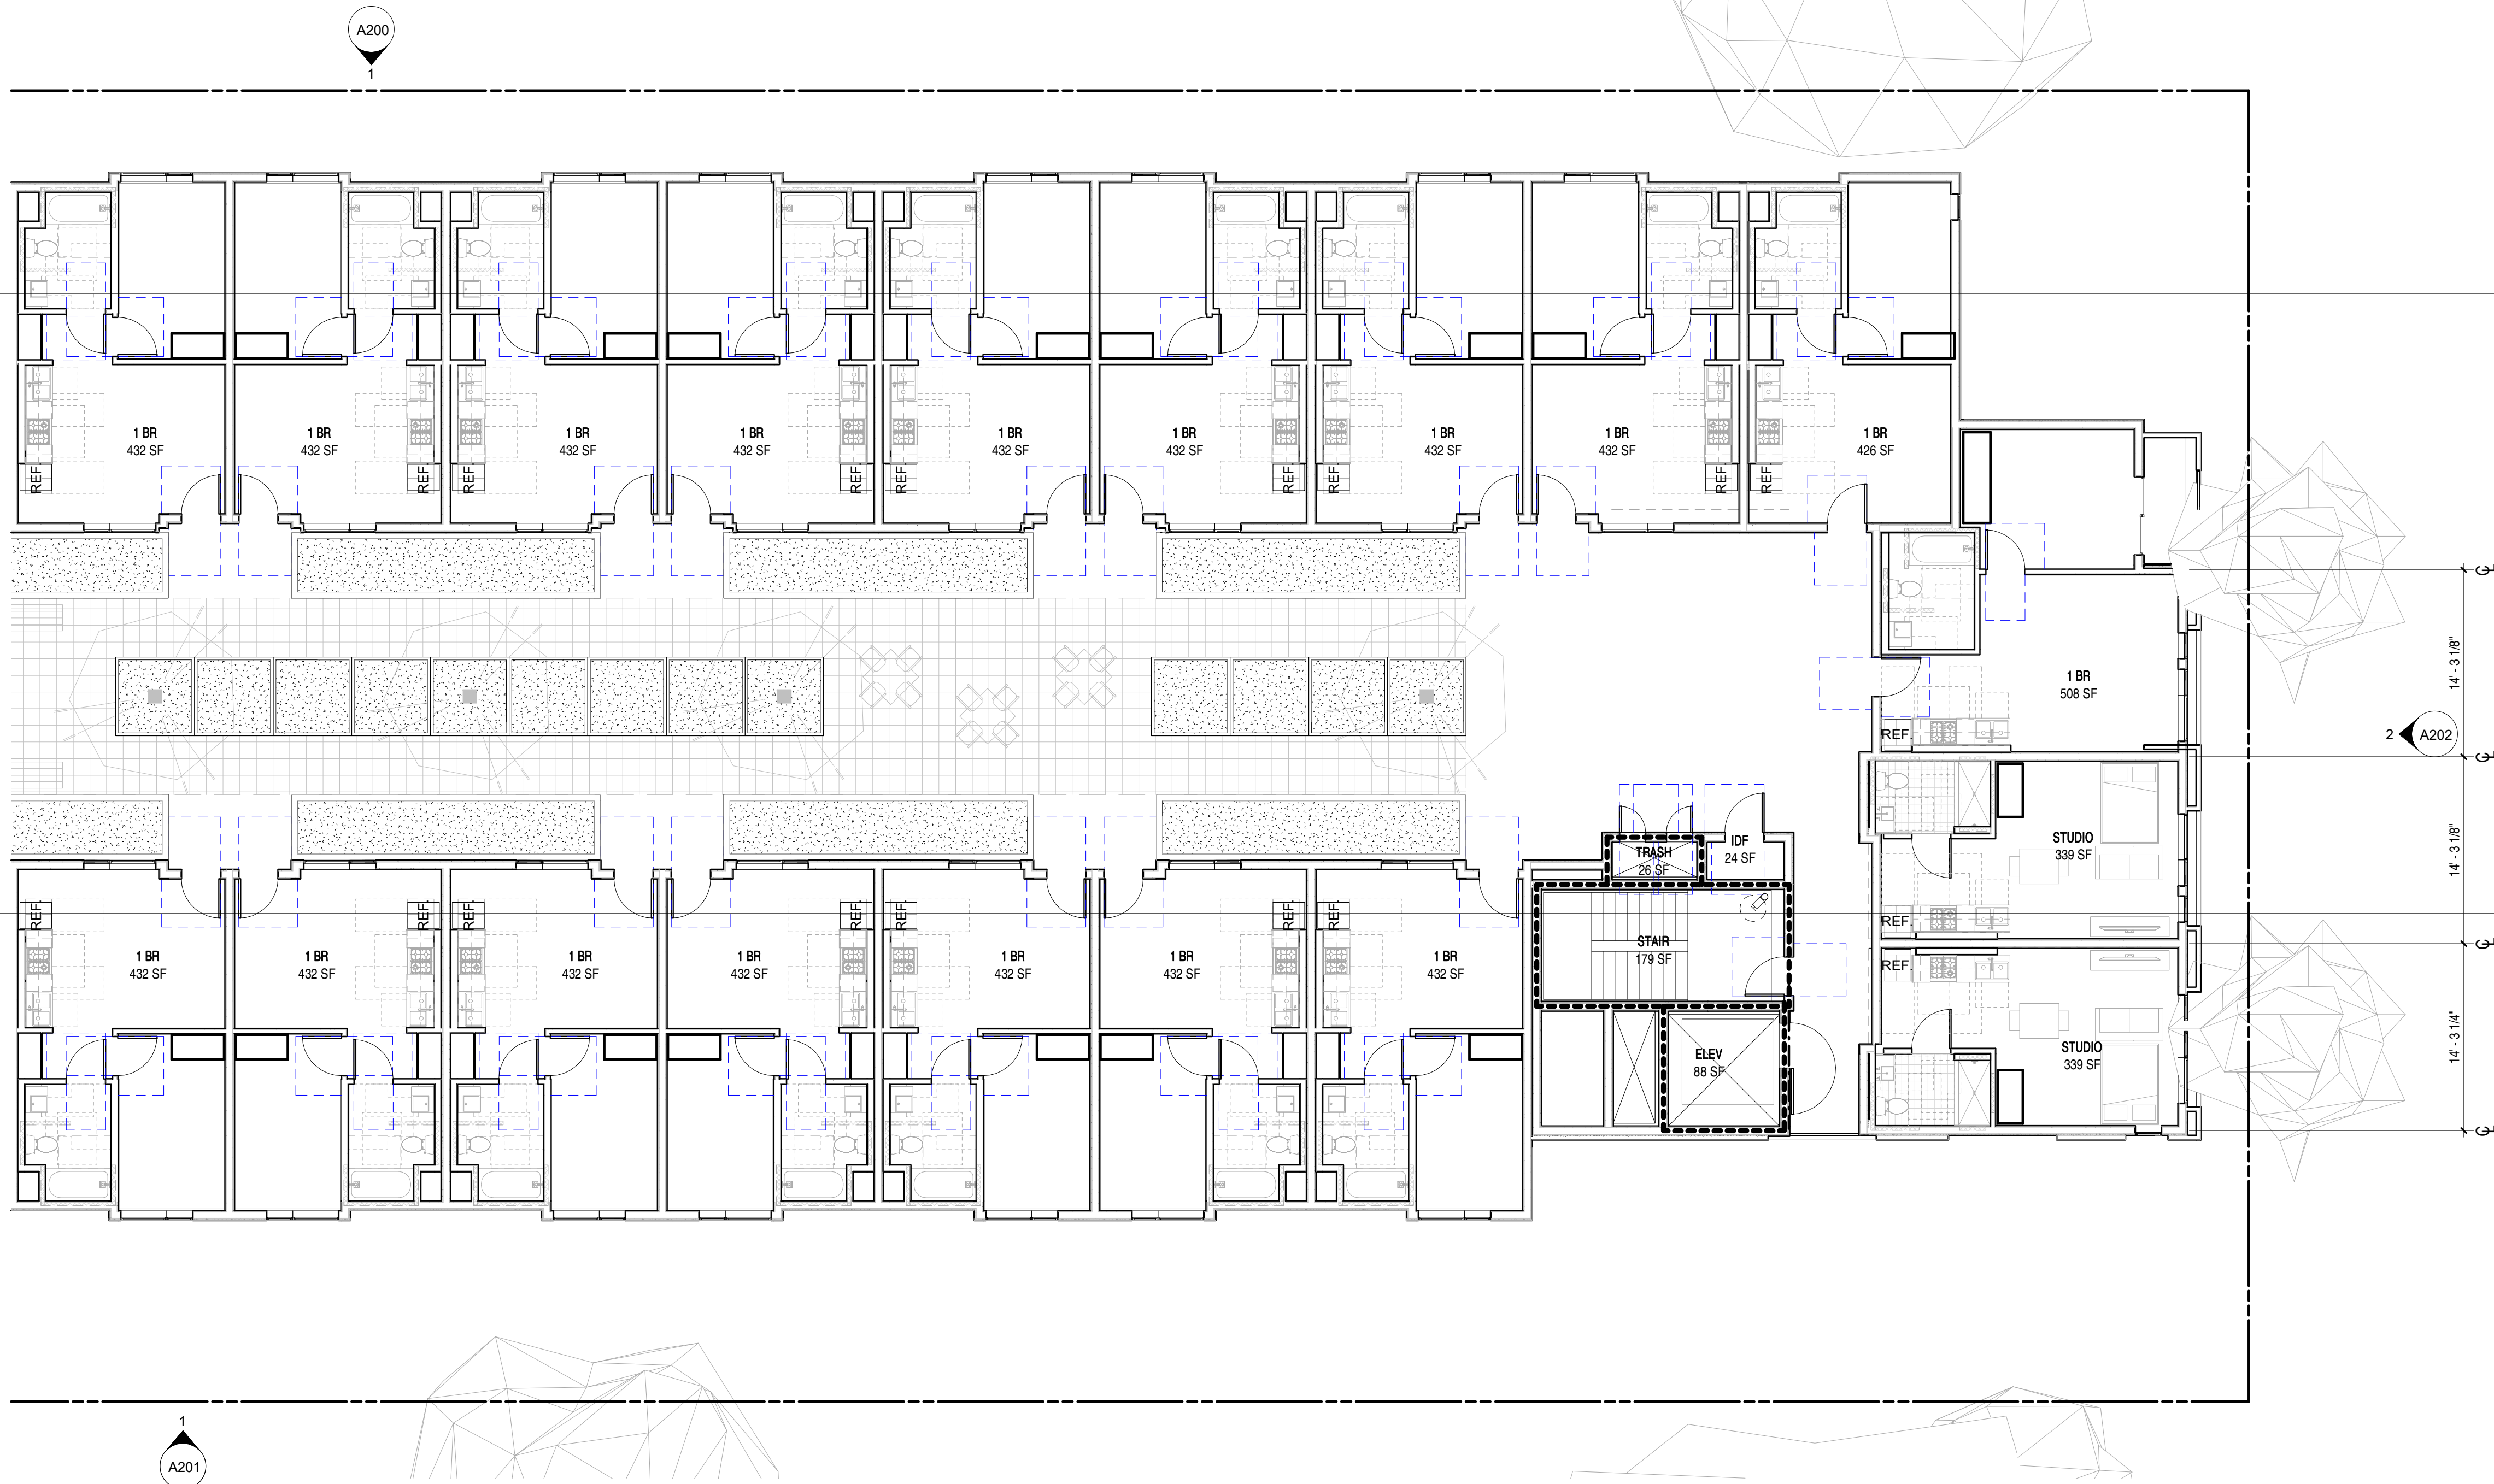 A200
1
1 BR
432 SF
REF.
1 BR
432 SF
REF.
1 BR
432 SF
REF.
1 BR
432 SF
REF.
1 BR
432 SF
REF.
1 BR
432 SF
1 BR
432 SF
REF.
1 BR
432 SF
REF.
1 BR
426 SF
REF.
1 BR
508 SF
REF.
14' - 3 1/8"
2
A202
STUDIO
339 SF
REF.
14' - 3 1/8"
TRASH
26 SF
IDF
24 SF
STAIR
179 SF
ELEV
88 SF
STUDIO
339 SF
REF.
14' - 3 1/4"
REF.
1 BR
432 SF
REF.
1 BR
432 SF
REF.
1 BR
432 SF
1 BR
432 SF
REF.
1 BR
432 SF
REF.
1 BR
432 SF
REF.
1 BR
432 SF
1
A201